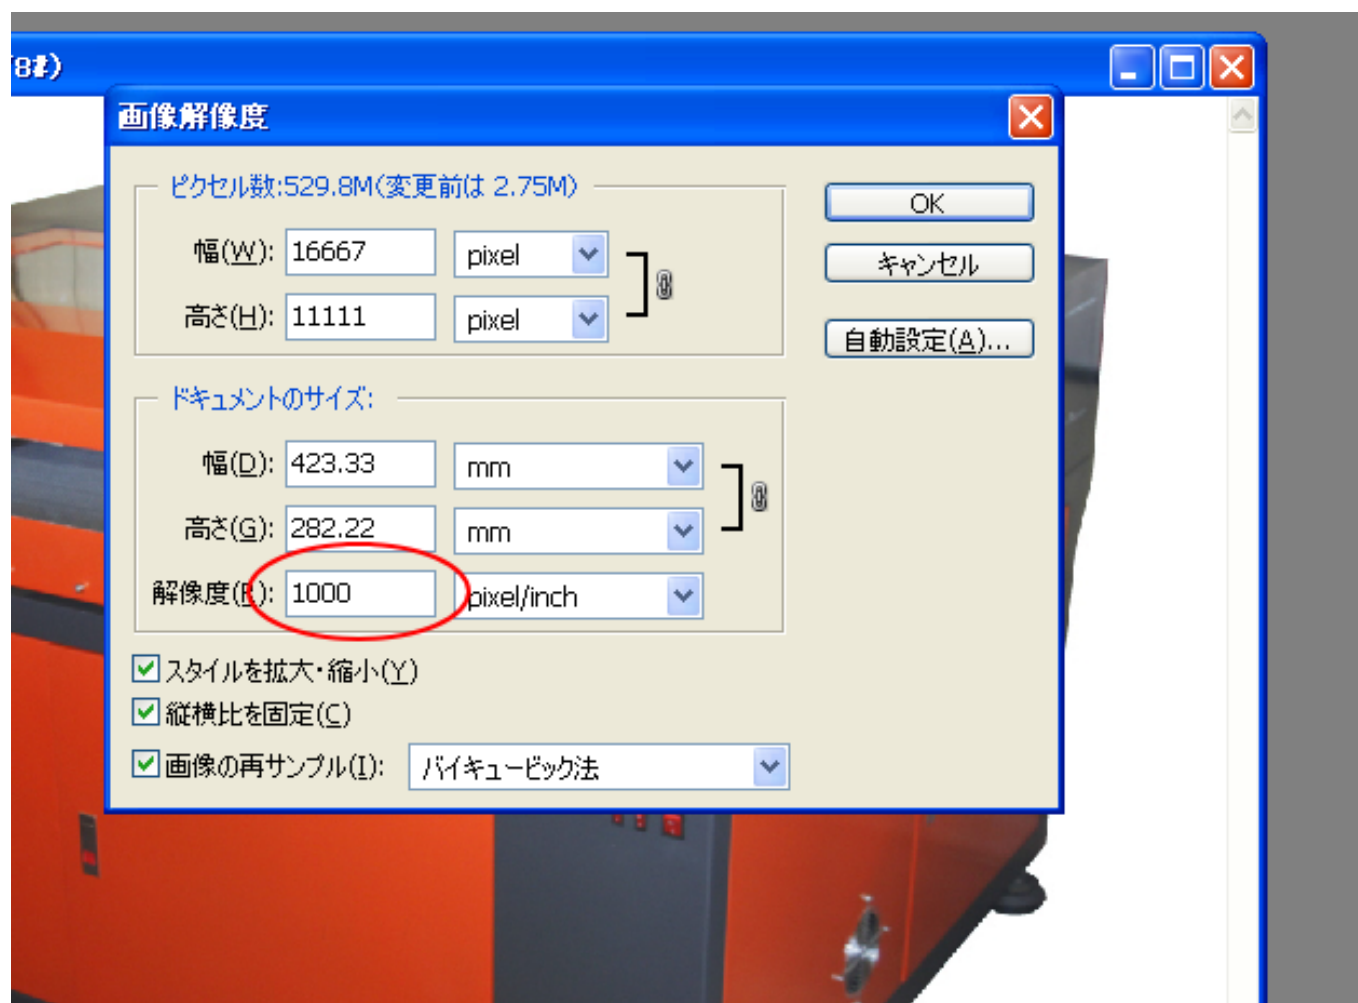 8#)
画像解像度
ピクセル数:529.8M(変更前は 2.75M)
幅(W): 16667 pixel
高さ(H): 11111 pixel
OK
キャンセル
自動設定(A)...
ドキュメントのサイズ:
幅(D): 423.33 mm
高さ(G): 282.22 mm
解像度(R): 1000 pixel/inch
スタイルを拡大・縮小(Y)
縦横比を固定(C)
画像の再サンプル(I): バイキュービック法